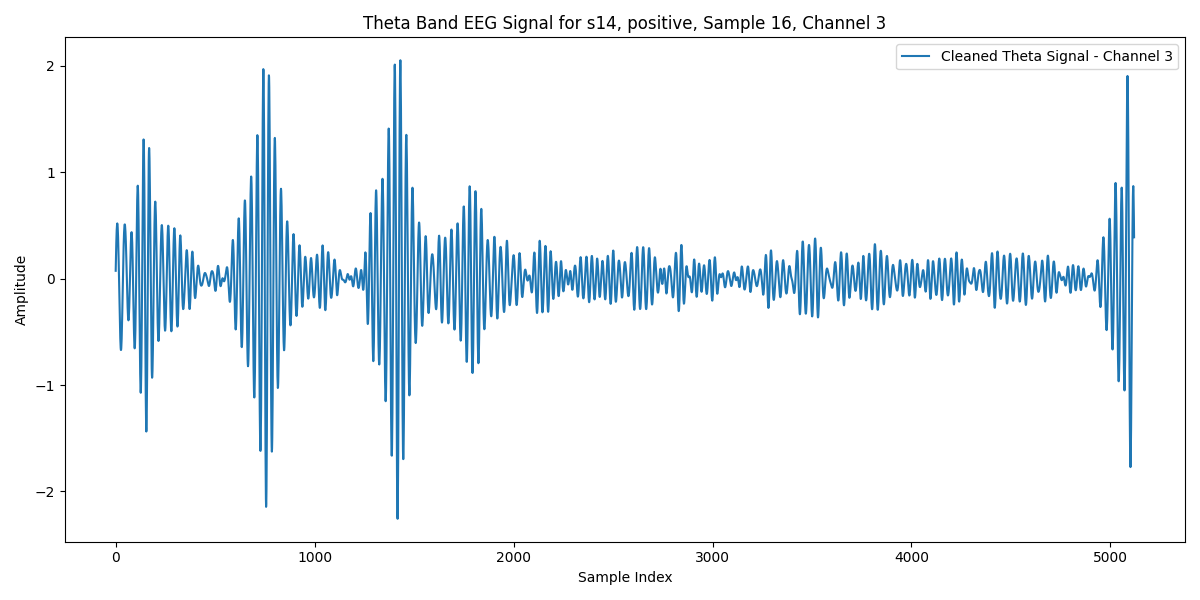 Theta Band EEG Signal for s14, positive, Sample 16, Channel 3
Cleaned Theta Signal - Channel 3
Amplitude
2
1
0
−1
−2
0 1000 2000 3000 4000 5000
Sample Index